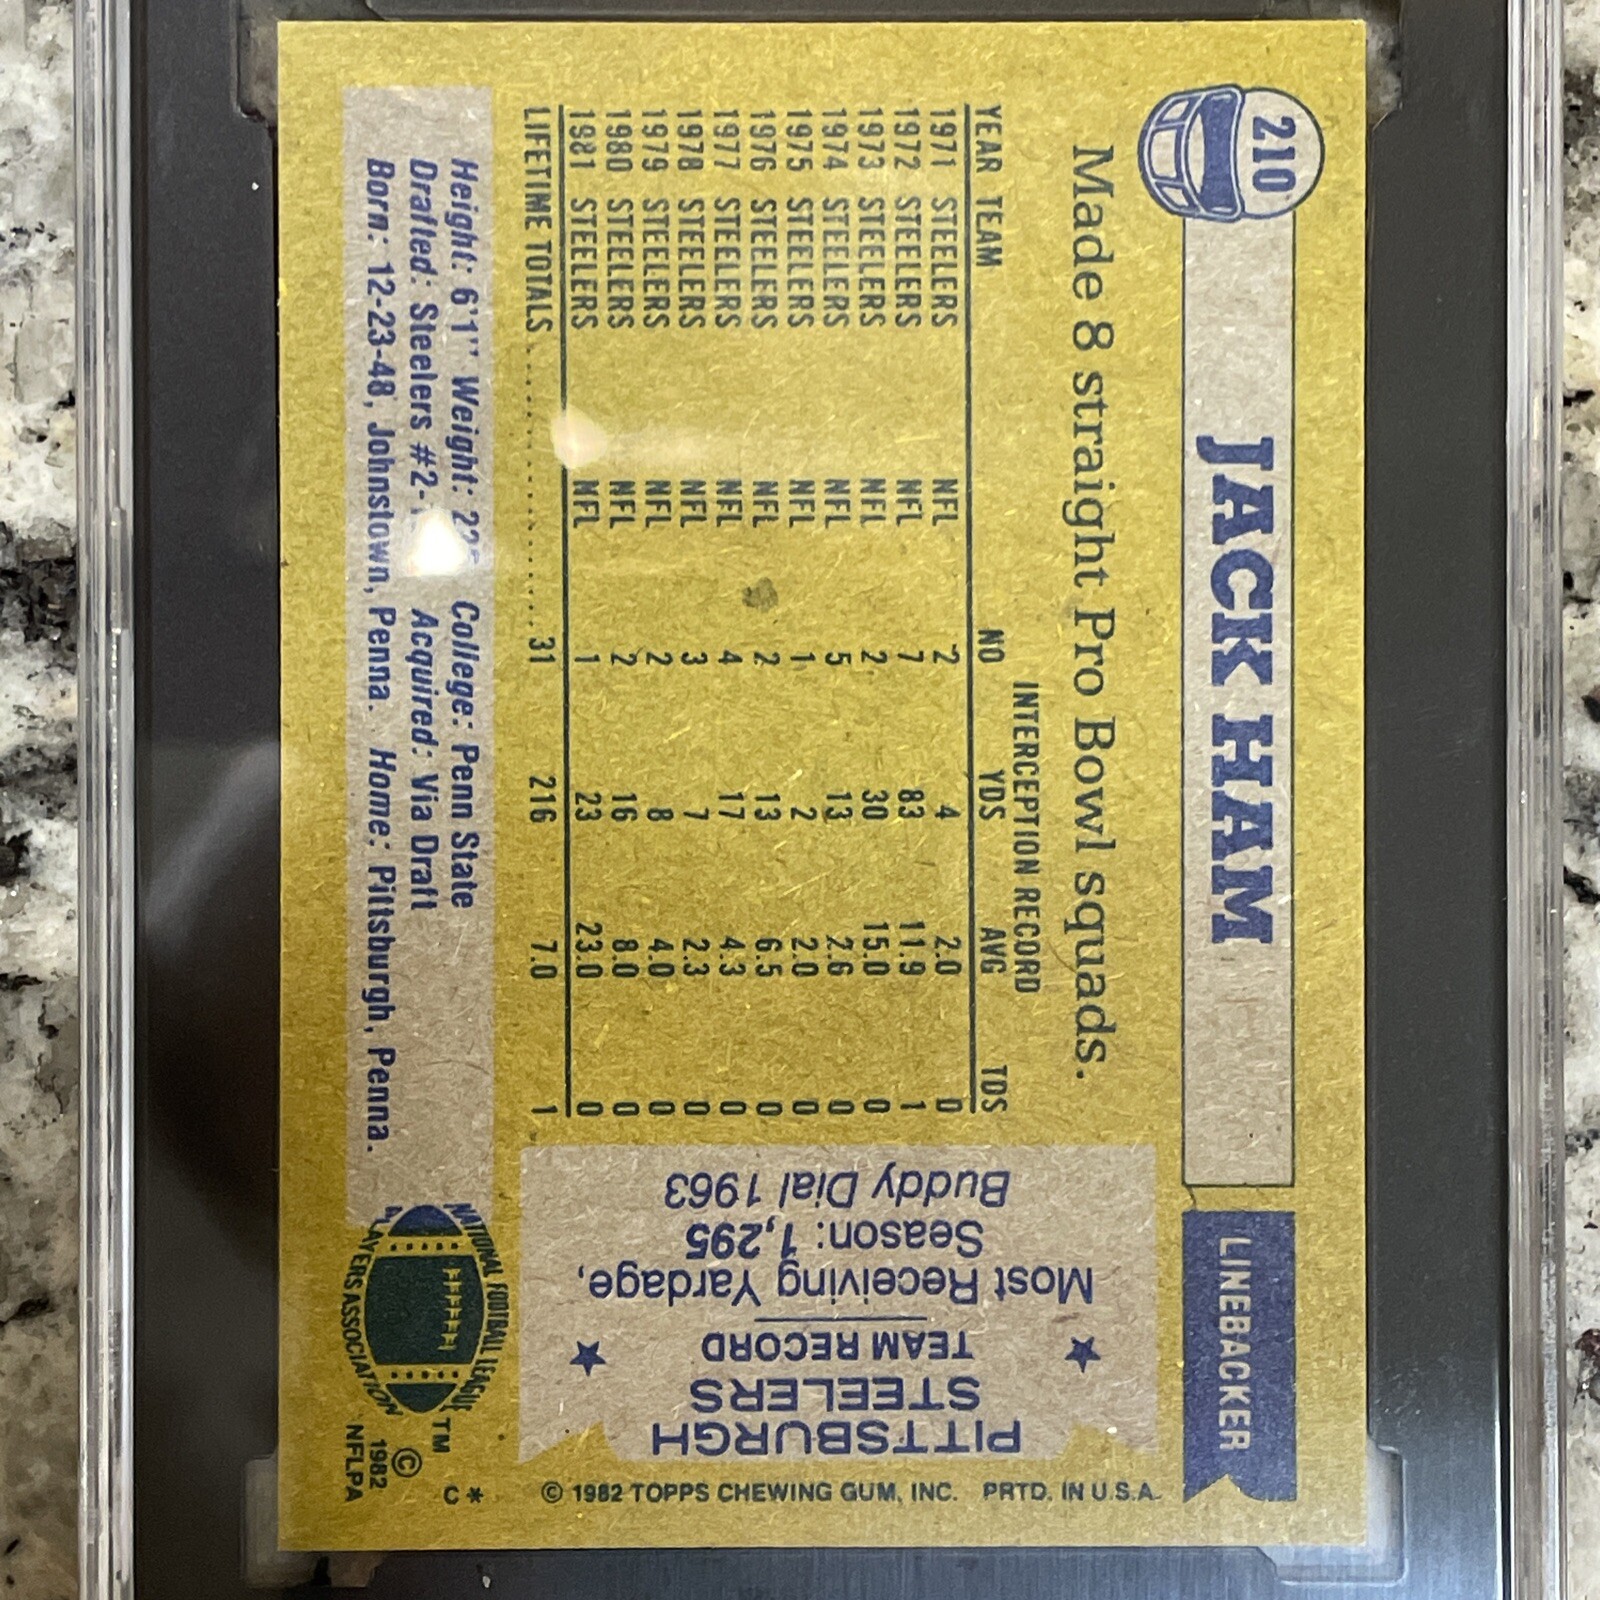 210
JACK HAM
LINEBACKER
Made 8 straight Pro Bowl squads.
INTERCEPTION RECORD
YEAR TEAM NO YDS AVG TDS
1971 STEELERS NFL 2 4 2.0 0
1972 STEELERS NFL 7 83 11.9 1
1973 STEELERS NFL 2 30 15.0 0
1974 STEELERS NFL 5 13 2.6 0
1975 STEELERS NFL 1 2 2.0 0
1976 STEELERS NFL 2 13 6.5 0
1977 STEELERS NFL 4 17 4.3 0
1978 STEELERS NFL 3 7 2.3 0
1979 STEELERS NFL 2 8 4.0 0
1980 STEELERS NFL 2 16 8.0 0
1981 STEELERS NFL 1 23 23.0 0
LIFETIME TOTALS 31 216 7.0 1
Height: 6'1" Weight: College: Penn State
Drafted: Steelers Acquired: Via Draft
Born: 12-23-48, Johnstown, Penna. Home: Pittsburgh, Penna.
PITTSBURGH
STEELERS
TEAM RECORD
Most Receiving Yardage,
Season: 1,295
Buddy Dial 1963
NATIONAL FOOTBALL LEAGUE
PLAYERS ASSOCIATION
TM
©
1982
NFLPA
C*
© 1982 TOPPS CHEWING GUM, INC. PRTD. IN U.S.A.